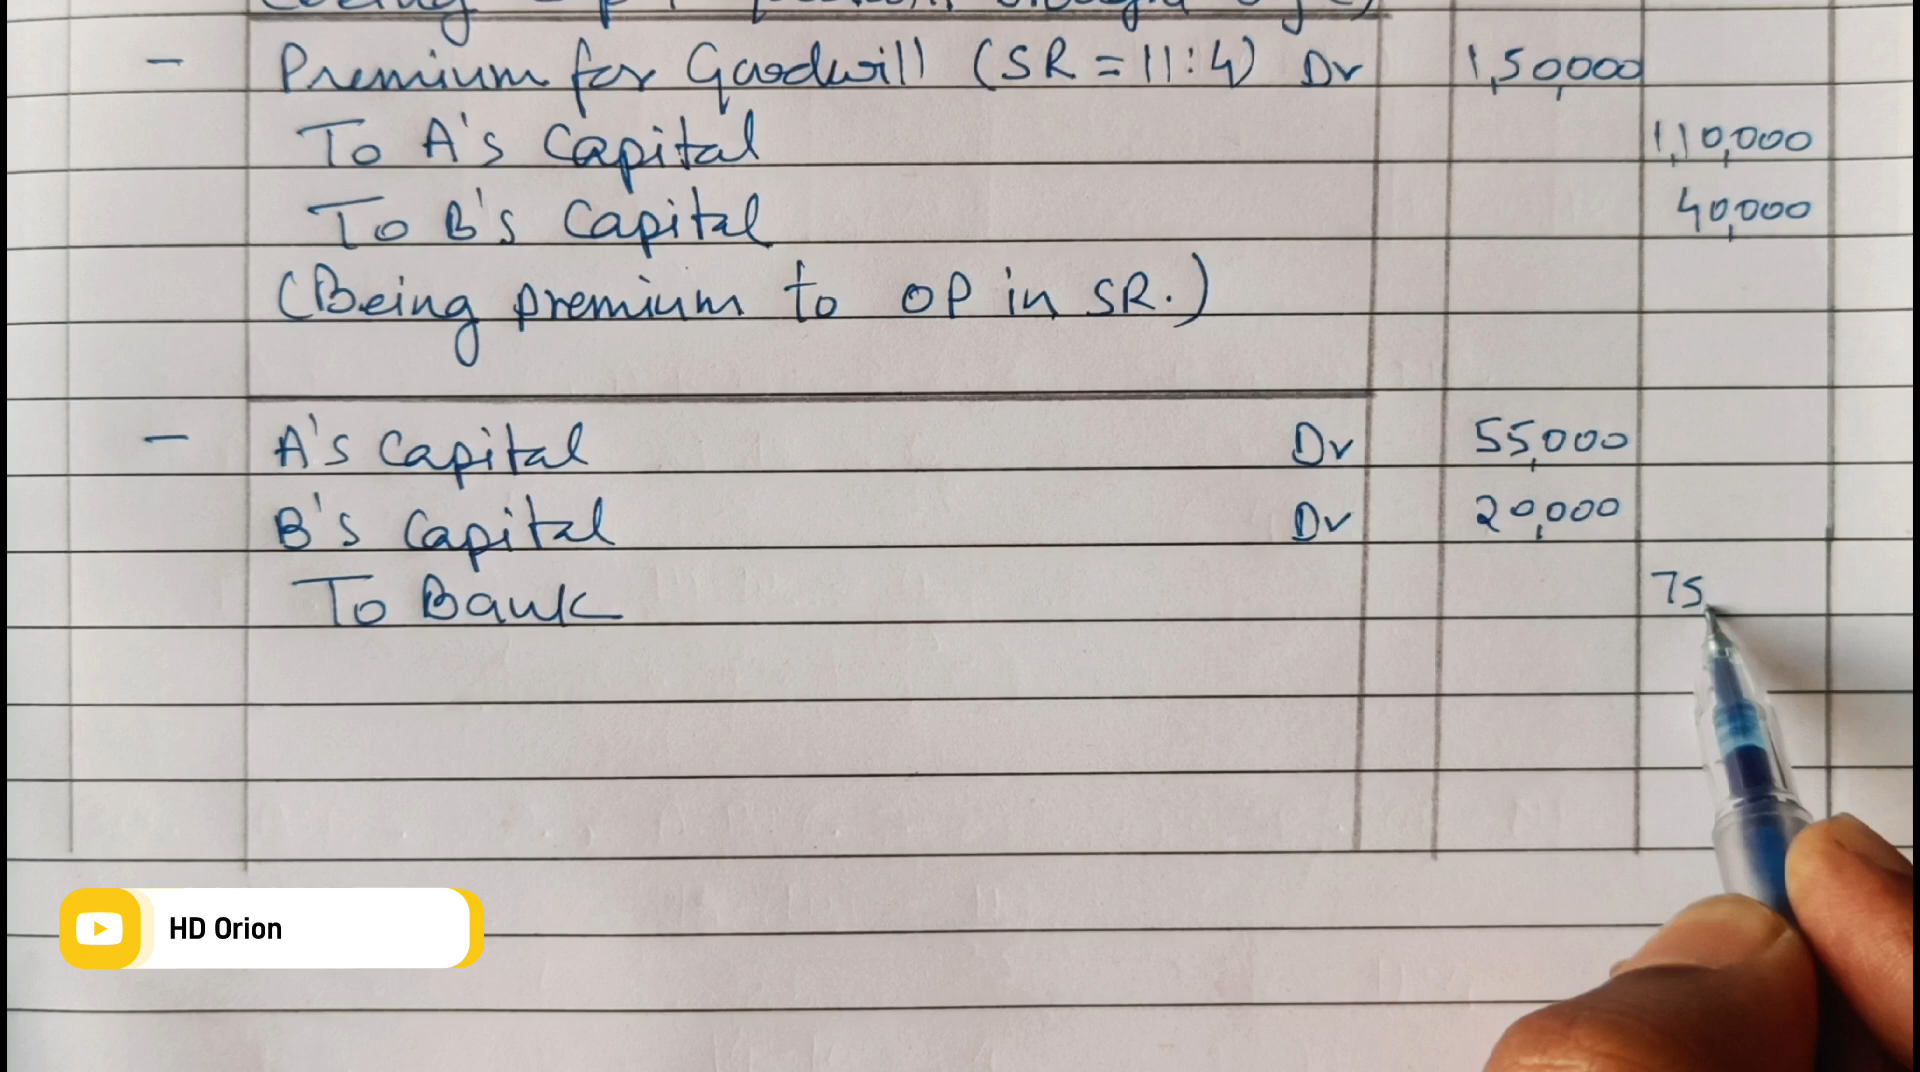 - Premium for Goodwill (SR = 11:4) Dr 1,50,000
To A's Capital 1,10,000
To B's Capital 40,000
(Being premium to OP in SR.)
- A's Capital Dr 55,000
B's Capital Dr 20,000
To Bank 75
HD Orion